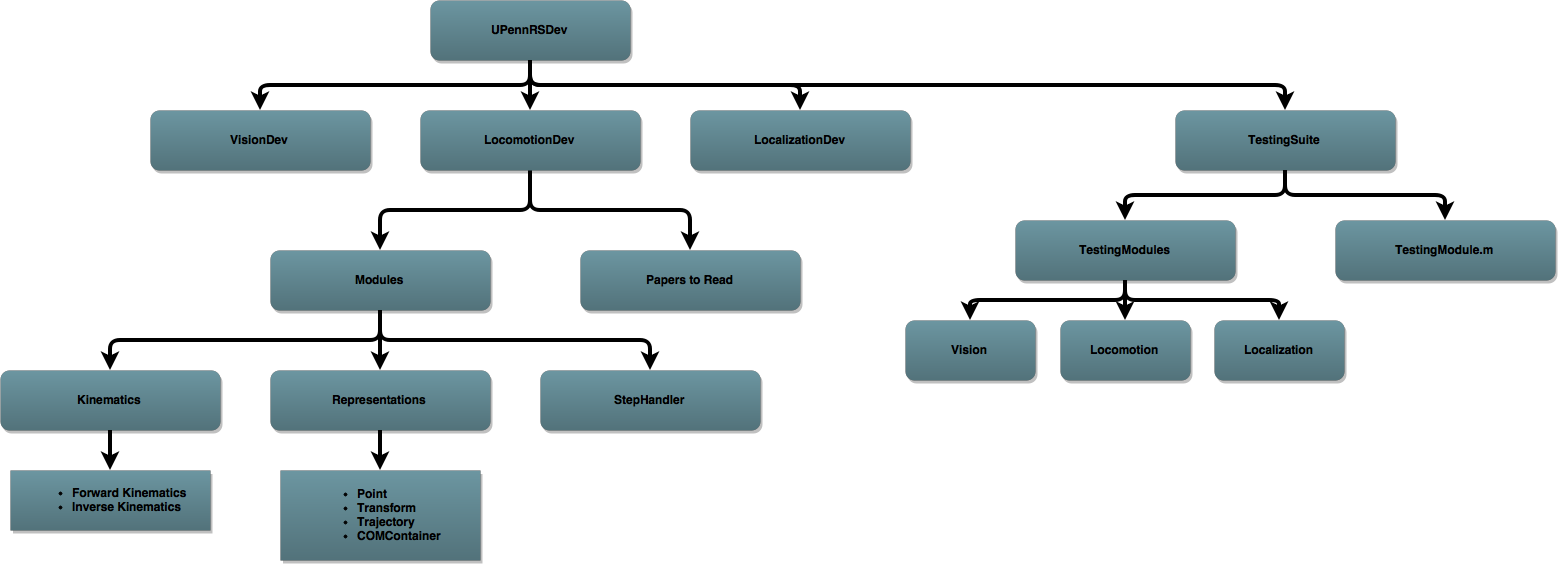 UPennRSDev
VisionDev
LocomotionDev
LocalizationDev
TestingSuite
TestingModules
TestingModule.m
Modules
Papers to Read
Vision
Locomotion
Localization
Kinematics
Representations
StepHandler
• Forward Kinematics
• Inverse Kinematics
• Point
• Transform
• Trajectory
• COMContainer